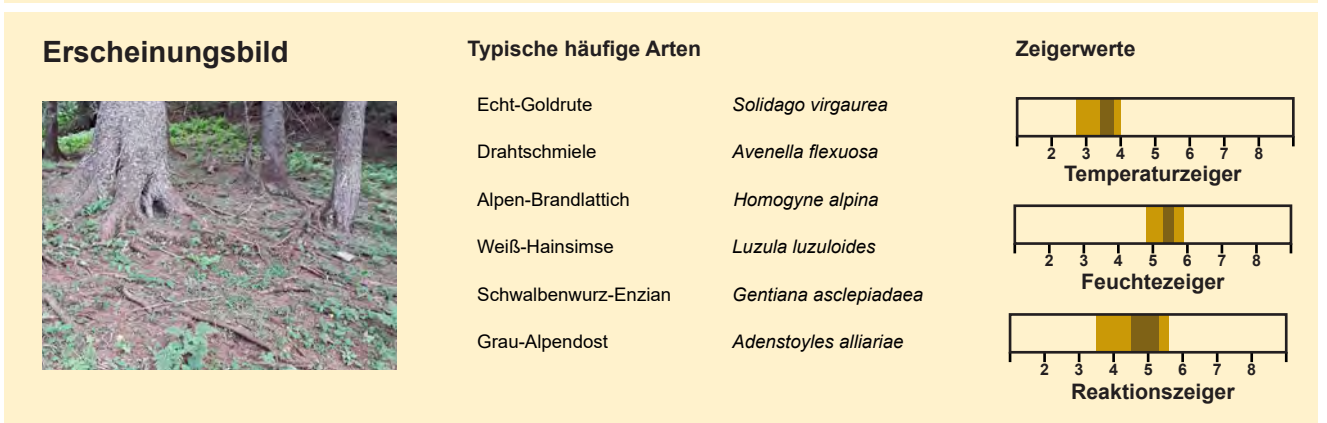 Erscheinungsbild
Typische häufige Arten
Echt-Goldrute Solidago virgaurea
Drahtschmiele Avenella flexuosa
Alpen-Brandlattich Homogyne alpina
Weiß-Hainsimse Luzula luzuloides
Schwalbenwurz-Enzian Gentiana asclepiadaea
Grau-Alpendost Adenstoyles alliariae
Zeigerwerte
2 3 4 5 6 7 8
Temperaturzeiger
2 3 4 5 6 7 8
Feuchtezeiger
2 3 4 5 6 7 8
Reaktionszeiger